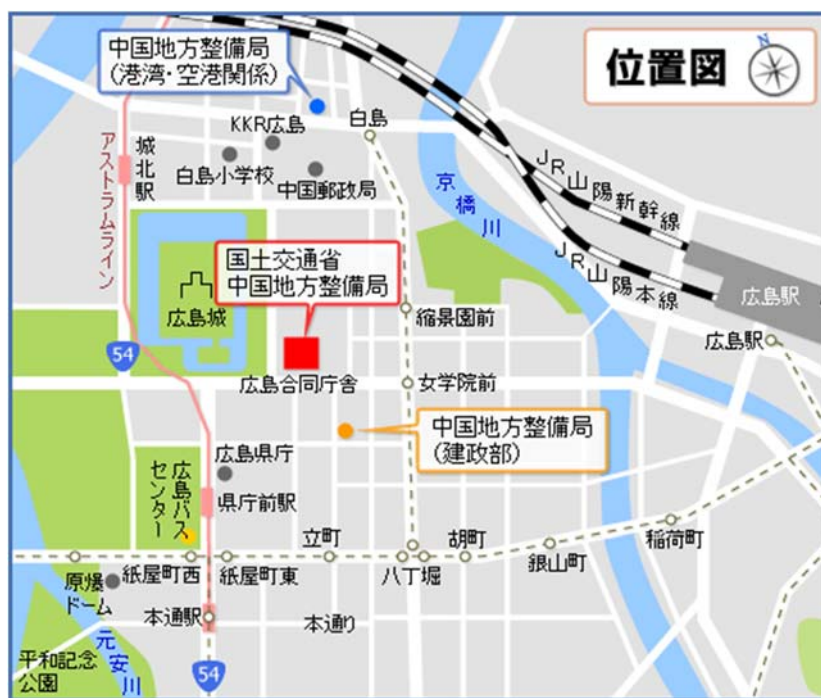 中国地方整備局
(港湾・空港関係)
位置図
N
白島
KKR広島
白島小学校
中国郵政局
城北駅
アストラムライン
京橋川
JR山陽新幹線
JR山陽本線
広島駅
国土交通省
中国地方整備局
広島城
縮景園前
広島駅
54
広島合同庁舎
女学院前
中国地方整備局
(建政部)
広島県庁
広島バス
センター
県庁前駅
立町
胡町
稲荷町
紙屋町西
紙屋町東
八丁堀
銀山町
原爆
ドーム
本通駅
本通り
元安川
平和記念
公園
54